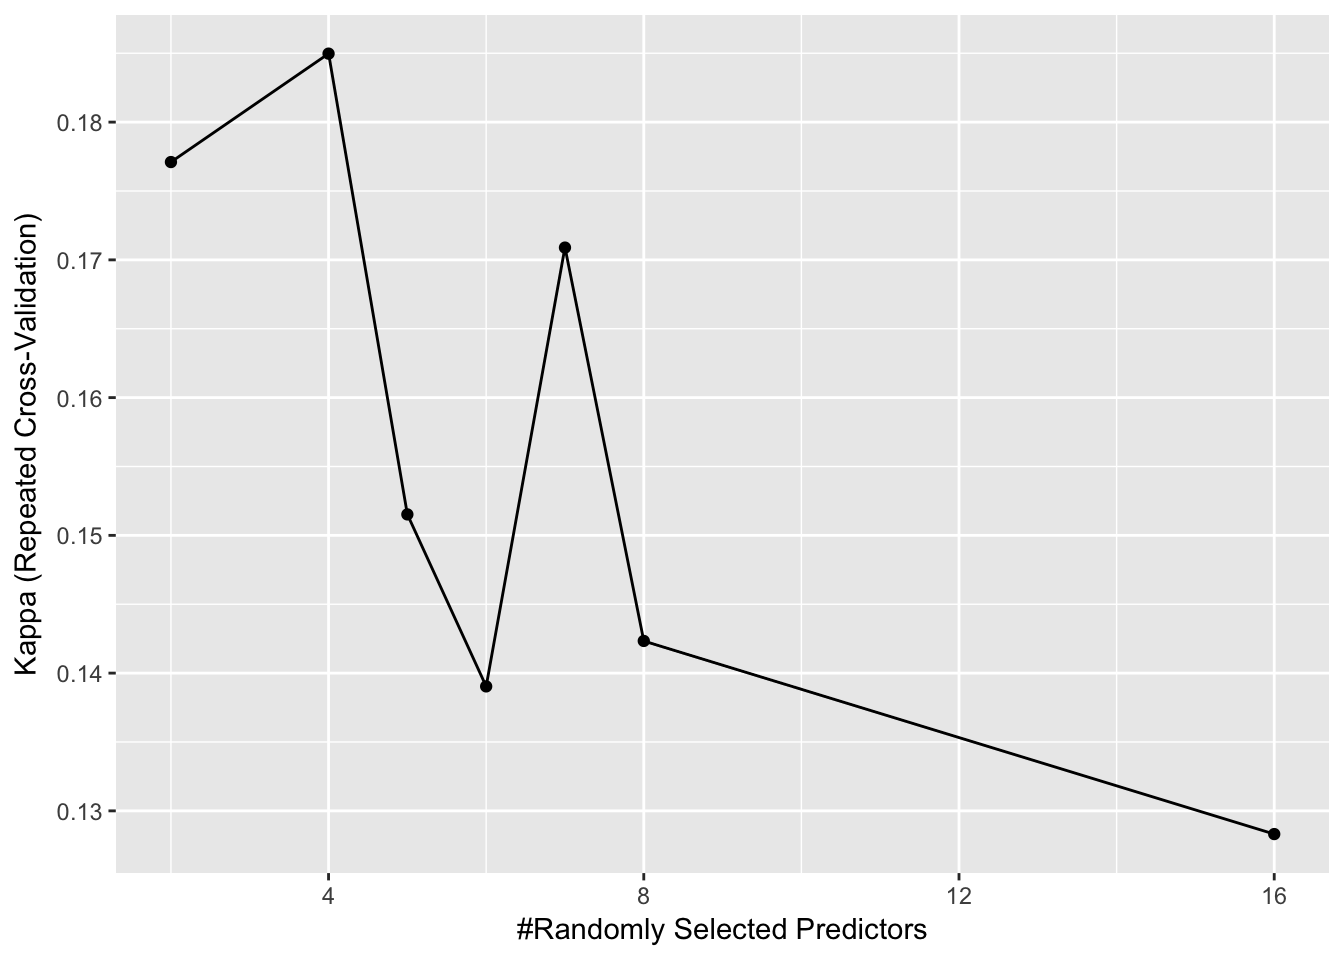 Kappa (Repeated Cross-Validation)
0.18
0.17
0.16
0.15
0.14
0.13
4 8 12 16
#Randomly Selected Predictors